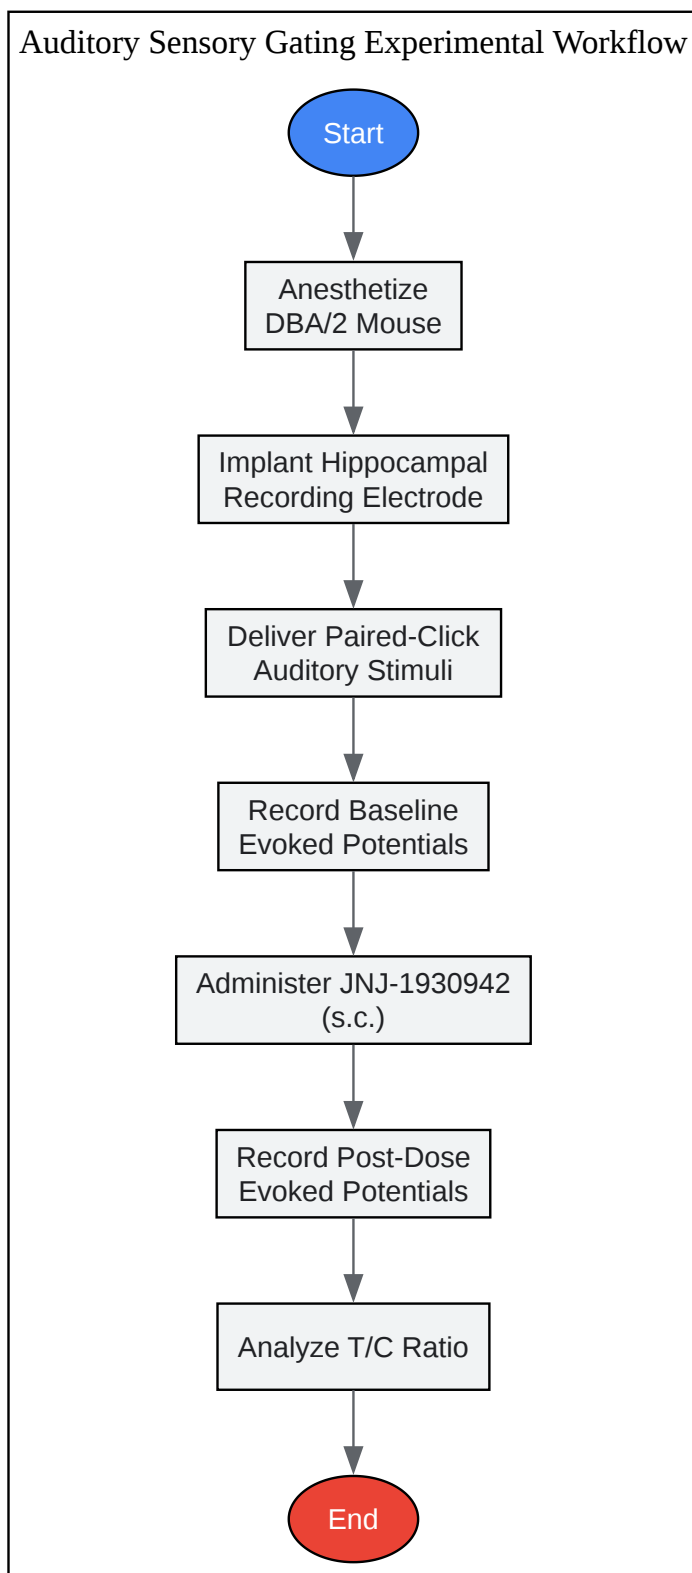 Auditory Sensory Gating Experimental Workflow
Start
Anesthetize
DBA/2 Mouse
Implant Hippocampal
Recording Electrode
Deliver Paired-Click
Auditory Stimuli
Record Baseline
Evoked Potentials
Administer JNJ-1930942
(s.c.)
Record Post-Dose
Evoked Potentials
Analyze T/C Ratio
End